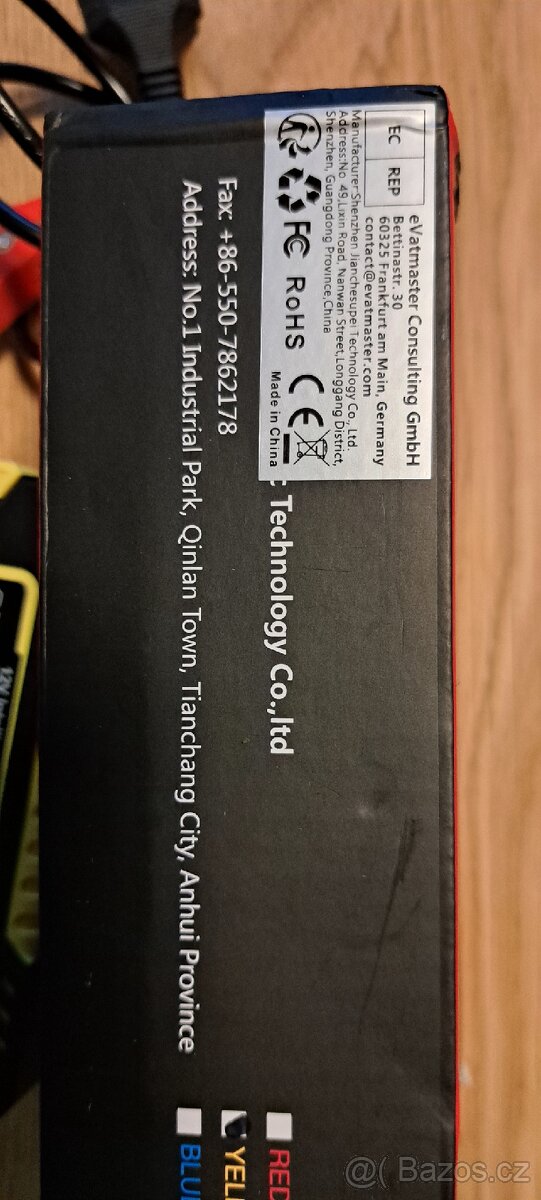 EC REP
eVatmaster Consulting GmbH
Bettinastr. 30
60325 Frankfurt am Main, Germany
contact@evatmaster.com
Manufacturer:Shenzhen Jianchesupei Technology Co., Ltd
Address:No. 49,Lixin Road, Nanwan Street,Longgang District,
Shenzhen, Guangdong Province,China
FC RoHS CE
Made in China
Technology Co.,ltd
Fax: +86-550-7862178
Address: No.1 Industrial Park, Qinlan Town, Tianchang City, Anhui Province
RED
YEL
BLU
12V
Bazos.cz